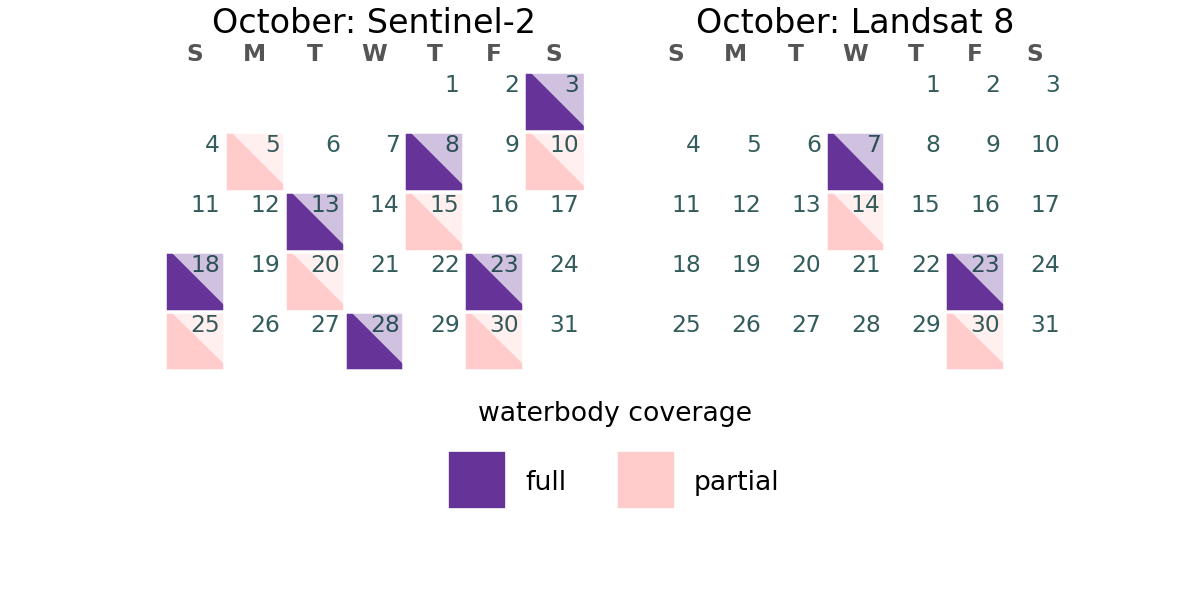 October: Sentinel-2
S M T W T F S
1 2 3
4 5 6 7 8 9 10
11 12 13 14 15 16 17
18 19 20 21 22 23 24
25 26 27 28 29 30 31
October: Landsat 8
S M T W T F S
1 2 3
4 5 6 7 8 9 10
11 12 13 14 15 16 17
18 19 20 21 22 23 24
25 26 27 28 29 30 31
waterbody coverage
full
partial